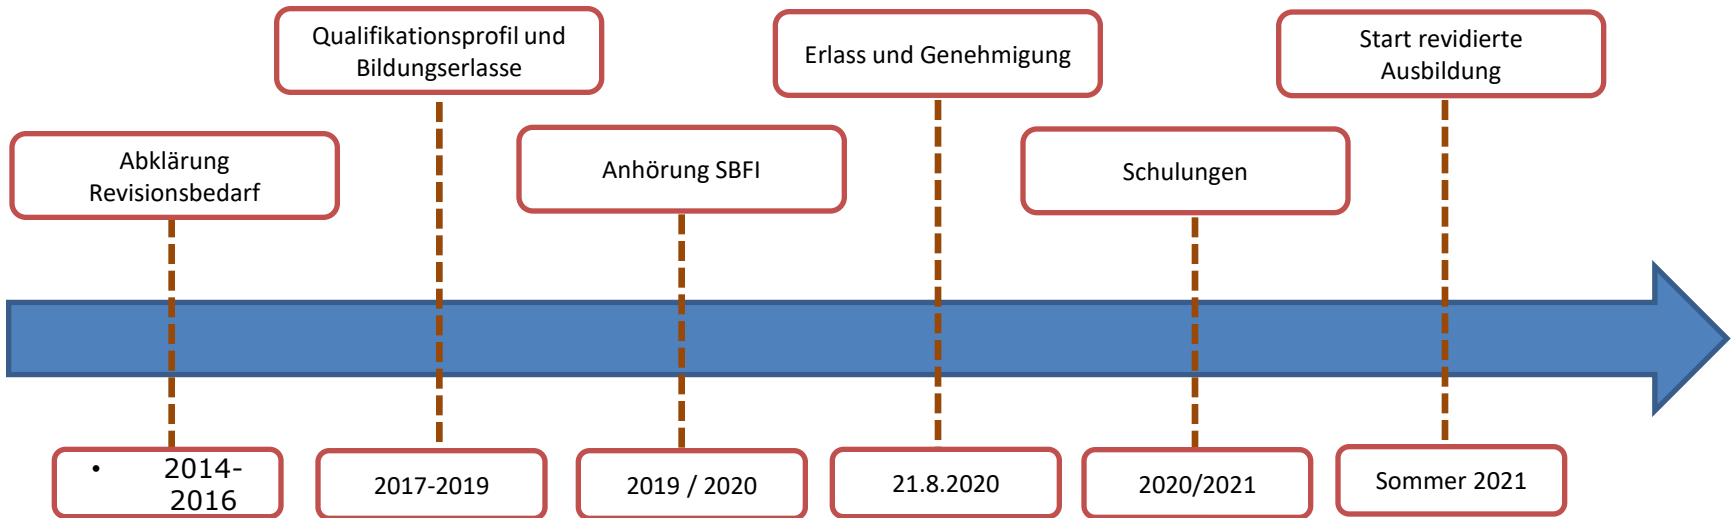 Qualifikationsprofil und
Bildungserlasse
Erlass und Genehmigung
Start revidierte
Ausbildung
Abklärung
Revisionsbedarf
Anhörung SBFI
Schulungen
• 2014-
2016
2017-2019
2019 / 2020
21.8.2020
2020/2021
Sommer 2021